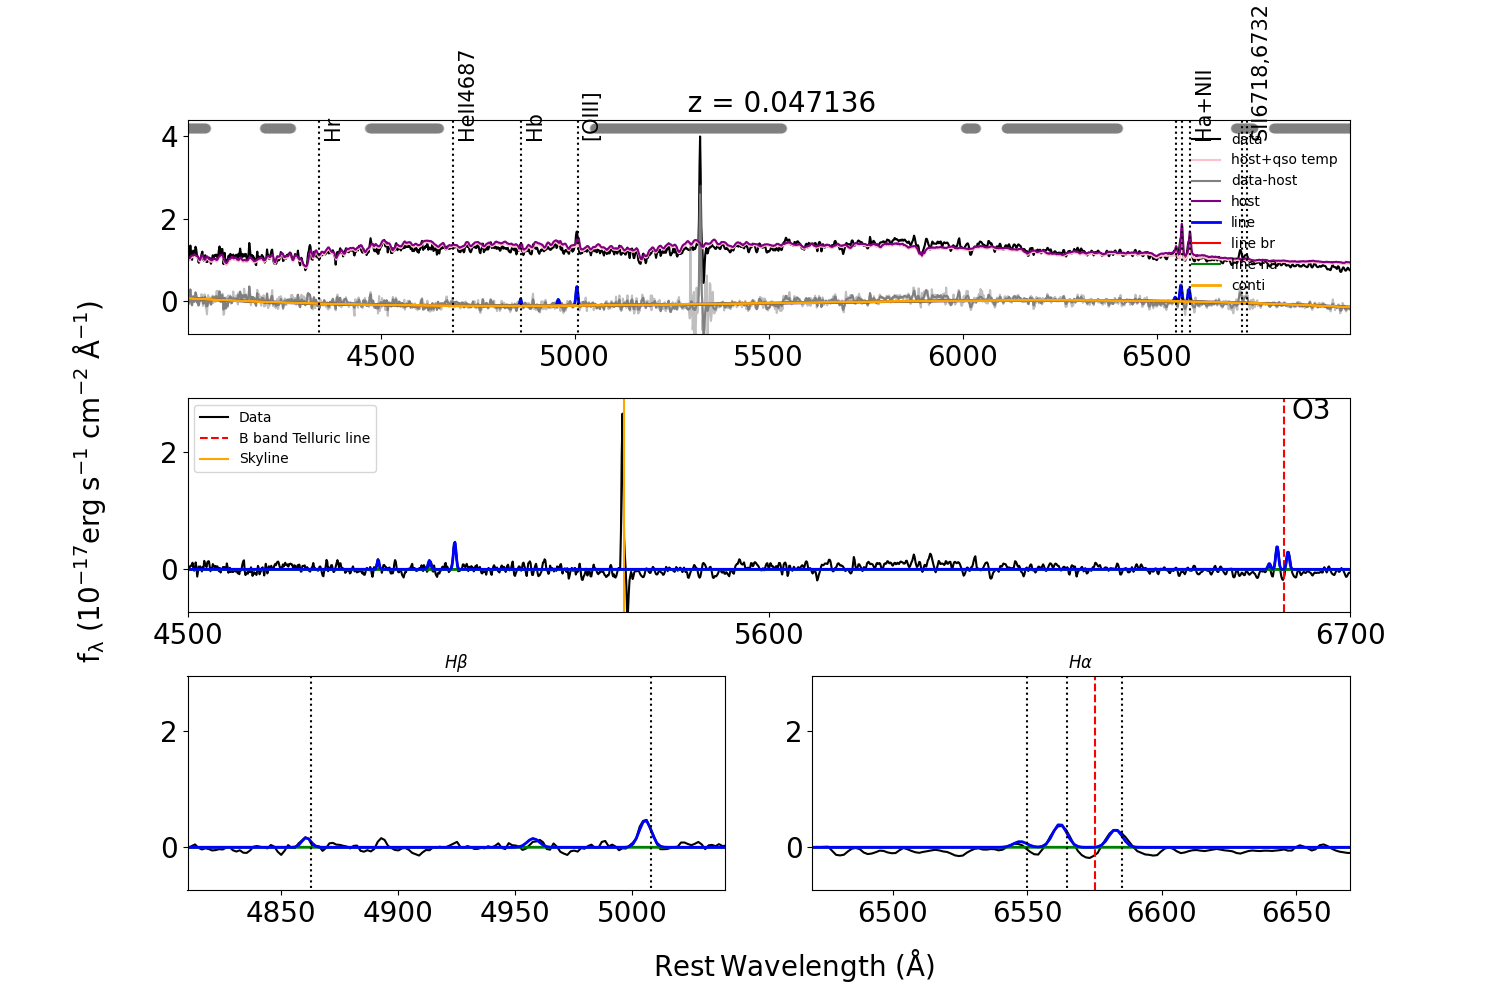 z = 0.047136
Hr
HeII4687
Hb
[OIII]
Ha+NII
SII6718,6732
4
2
0
data
host+qso temp
data-host
host
line
line br
line na
conti
4500 5000 5500 6000 6500
Data
B band Telluric line
Skyline
O3
2
0
4500 5600 6700
fλ (10−17erg s−1 cm−2 Å−1)
Hβ
2
0
4850 4900 4950 5000
Hα
2
0
6500 6550 6600 6650
Rest Wavelength (Å)